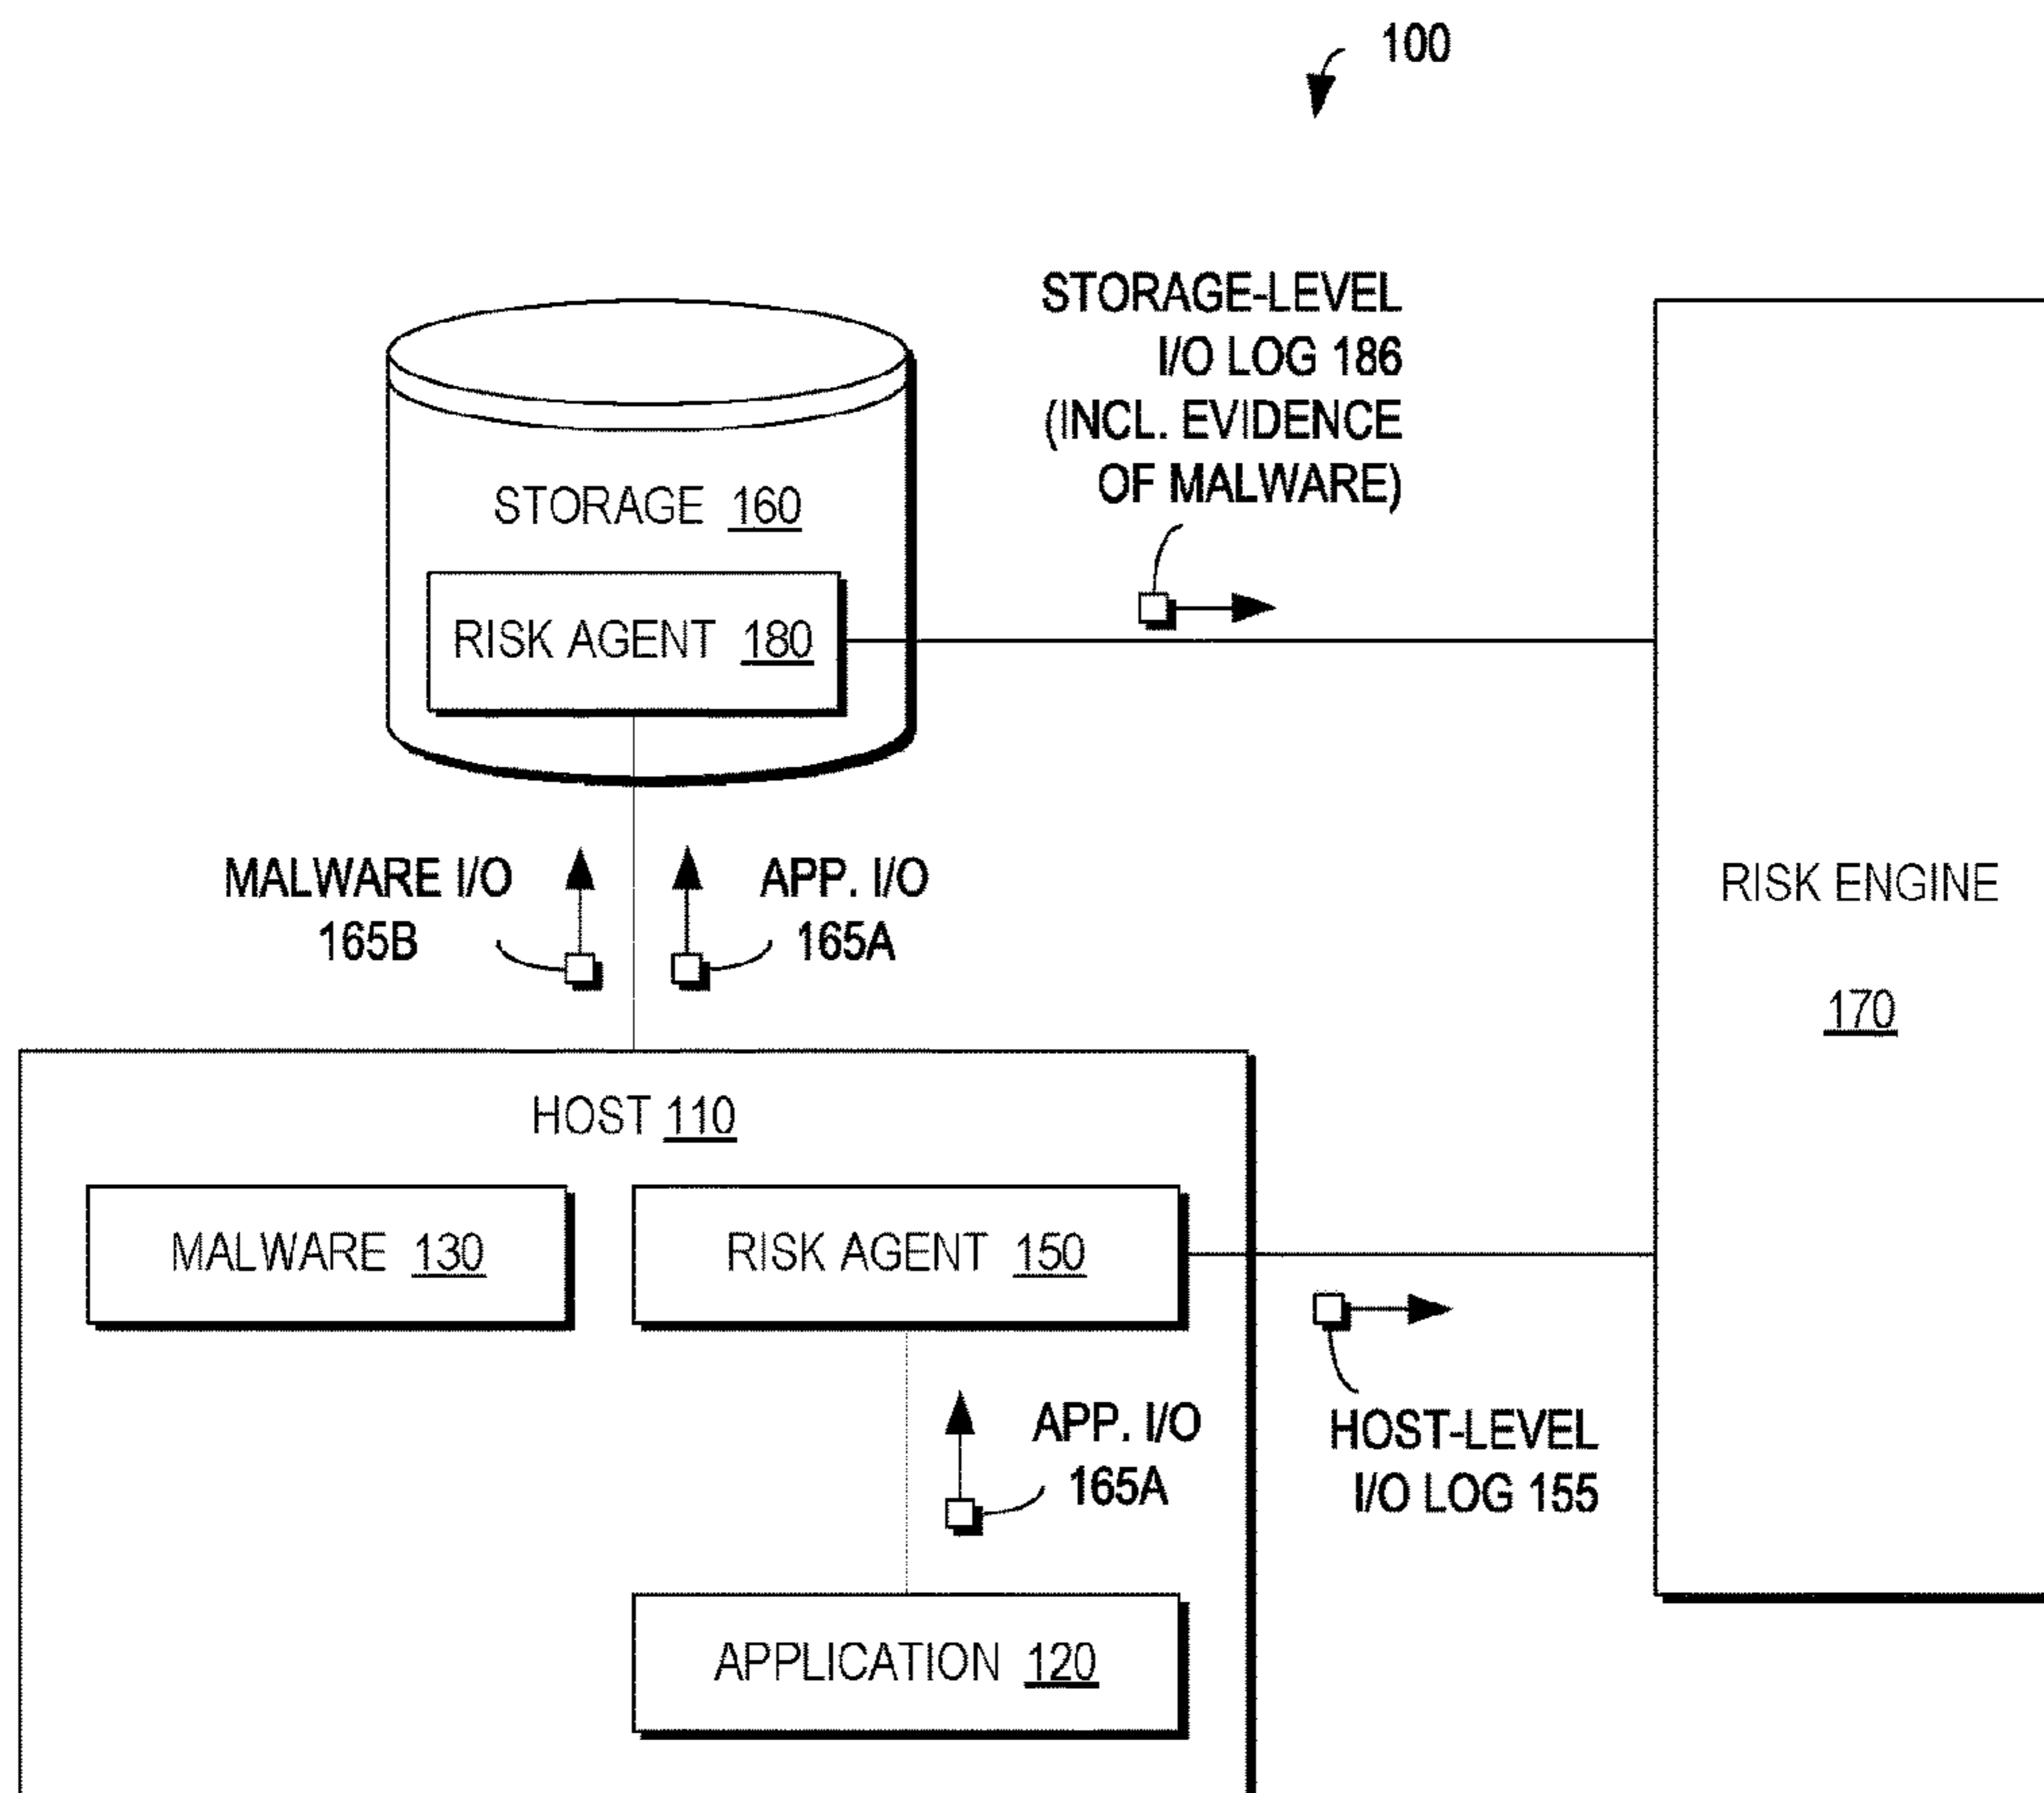 100
STORAGE-LEVEL
I/O LOG 186
(INCL. EVIDENCE
OF MALWARE)
STORAGE 160
RISK AGENT 180
MALWARE I/O
165B
APP. I/O
165A
RISK ENGINE
170
HOST 110
MALWARE 130
RISK AGENT 150
APP. I/O
165A
HOST-LEVEL
I/O LOG 155
APPLICATION 120